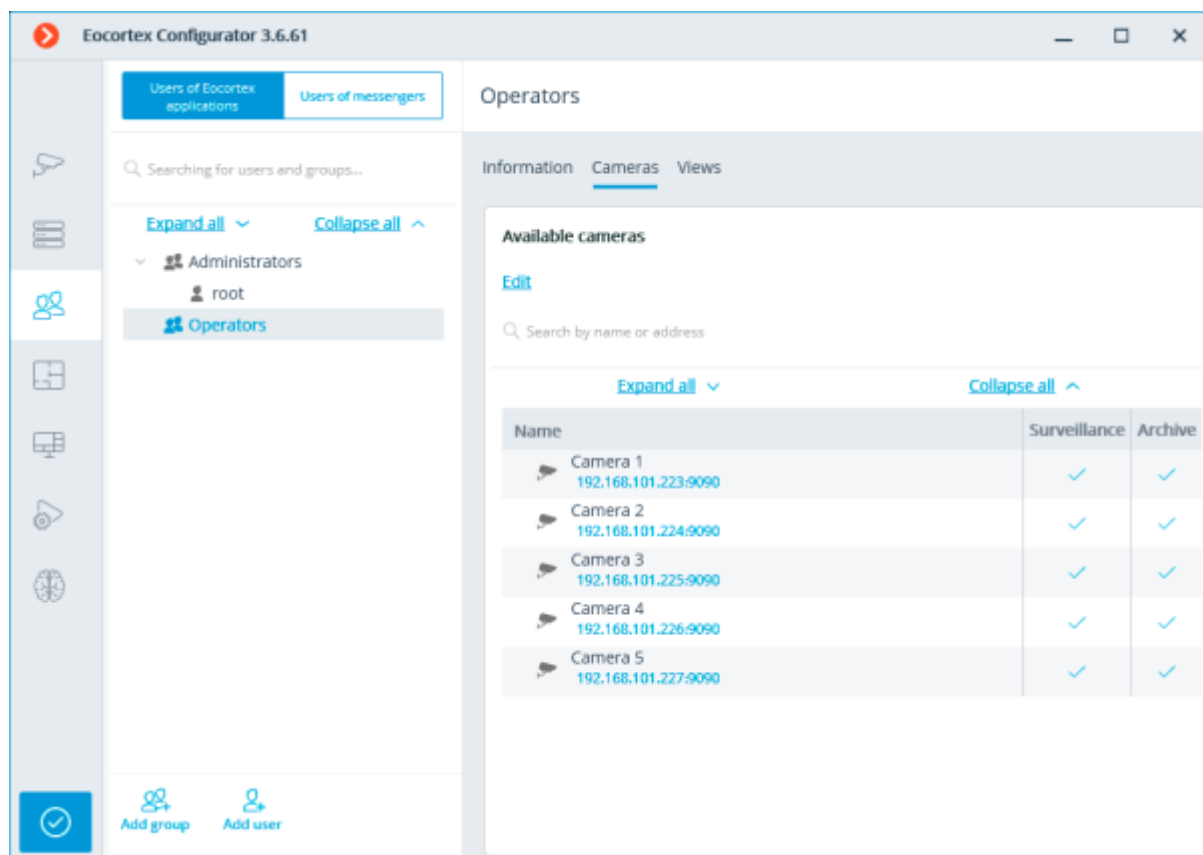 Eocortex Configurator 3.6.61
Users of Eocortex
applications
Users of messengers
Searching for users and groups...
Expand all
Collapse all
Administrators
root
Operators
Add group
Add user
Operators
Information Cameras Views
Available cameras
Edit
Search by name or address
Expand all
Collapse all
Name Surveillance Archive
Camera 1
192.168.101.223:9090
Camera 2
192.168.101.224:9090
Camera 3
192.168.101.225:9090
Camera 4
192.168.101.226:9090
Camera 5
192.168.101.227:9090